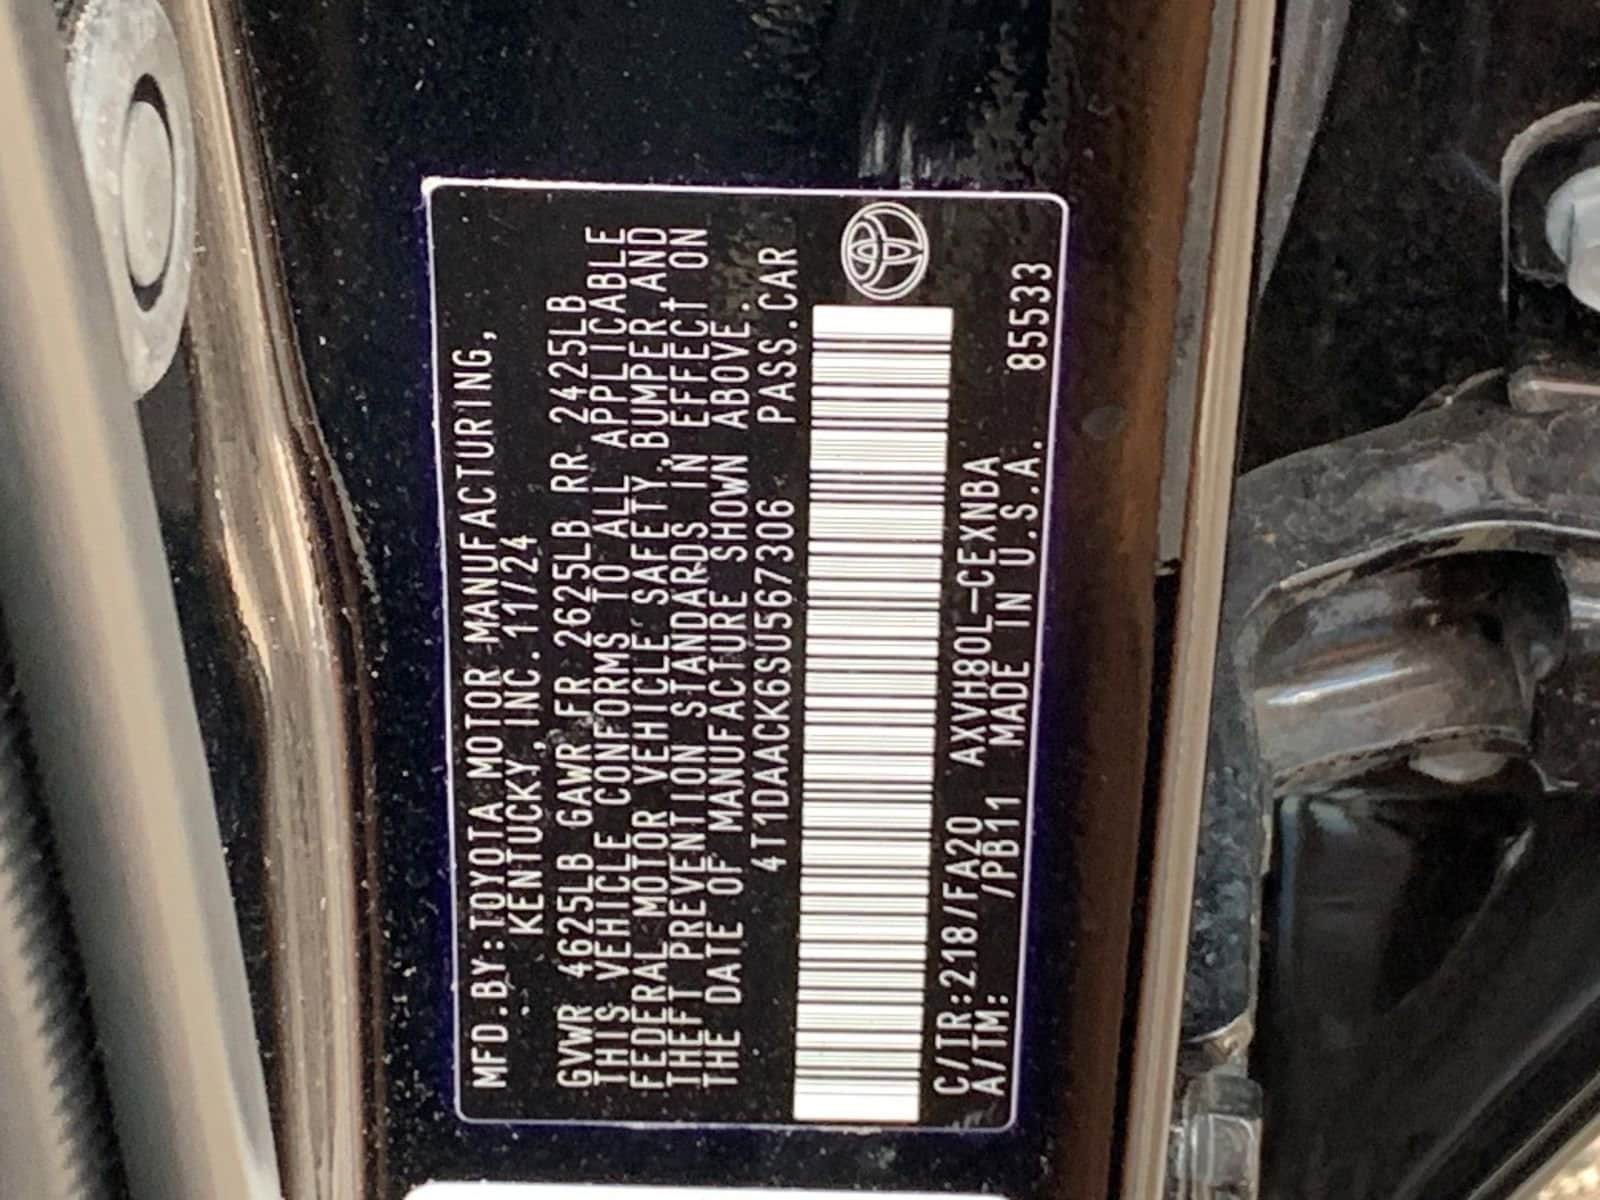 MFD.BY:TOYOTA MOTOR MANUFACTURING,
KENTUCKY, INC.11/24
GVWR 4625LB GAWR FR 2625LB RR 2425LB
THIS VEHICLE CONFORMS TO ALL APPLICABLE
FEDERAL MOTOR VEHICLE SAFETY, BUMPER, AND
THEFT PREVENTION STANDARDS IN EFFECT ON
THE DATE OF MANUFACTURE SHOWN ABOVE.
4T1DAACK6SU567306 PASS.CAR
C/TR:218/FA20 AXVH80L-CEXNBA
A/TM: /PB11 MADE IN U.S.A. 85533